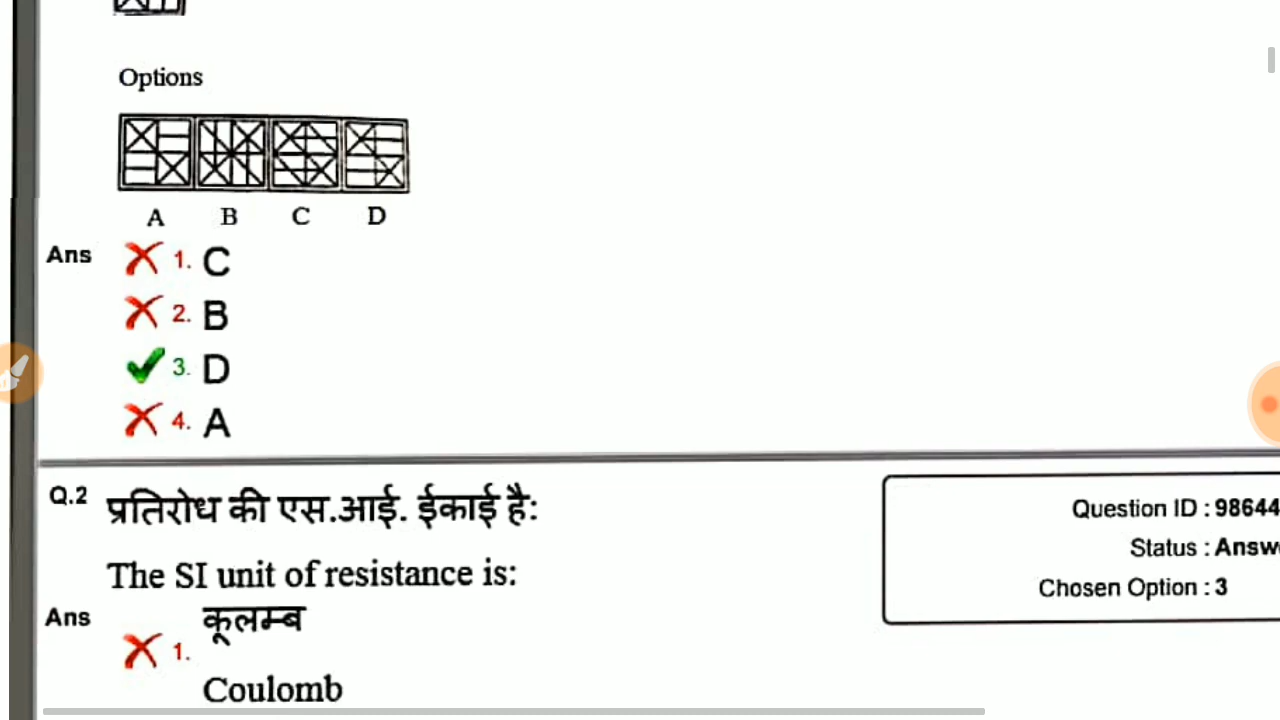 Options
A B C D
Ans 1. C
2. B
3. D
4. A
Q.2 प्रतिरोध की एस.आई. ईकाई है:
The SI unit of resistance is:
Question ID : 98644
Status : Answ
Chosen Option : 3
Ans कूलम्ब
1.
Coulomb